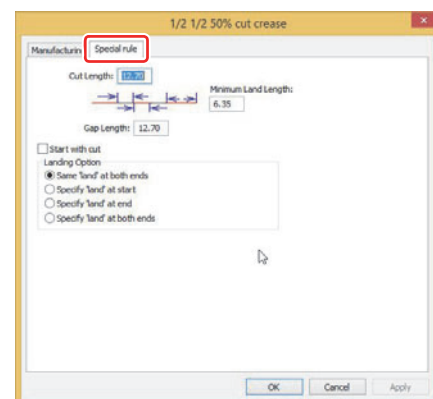 1/2 1/2 50% cut crease
Manufacturin Special rule
Cut Length: 12.70
Minimum Land Length:
6.35
Gap Length: 12.70
Start with cut
Landing Option
Same 'land' at both ends
Specify 'land' at start
Specify 'land' at end
Specify 'land' at both ends
OK Cancel Apply